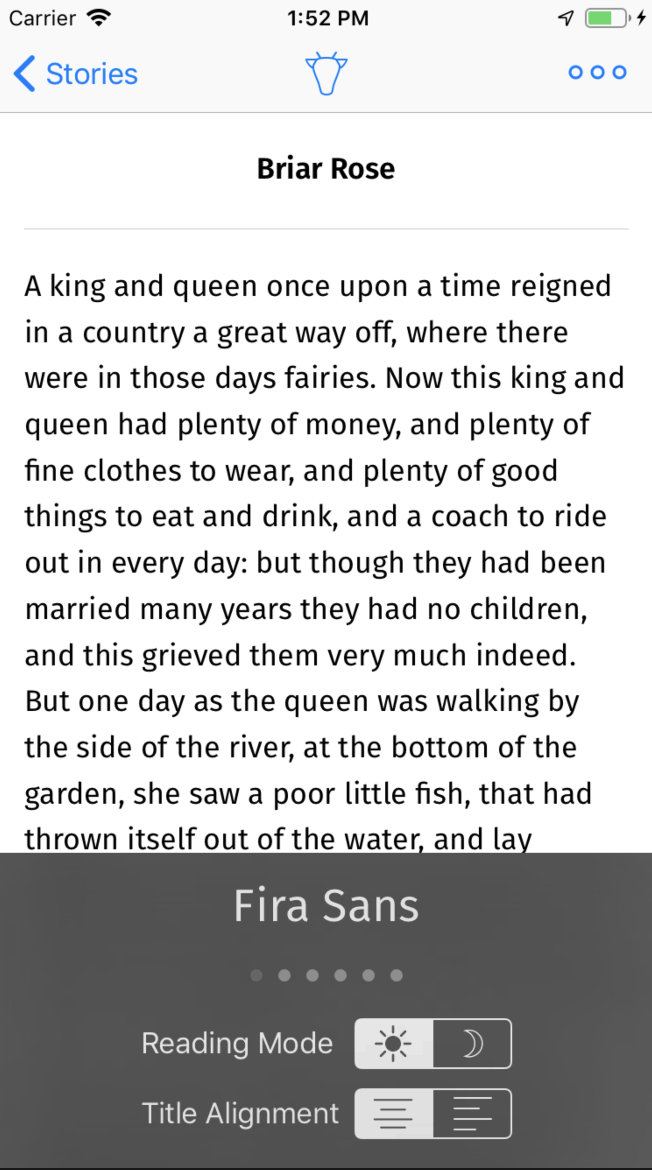 Carrier
1:52 PM
Stories
Briar Rose
A king and queen once upon a time reigned
in a country a great way off, where there
were in those days fairies. Now this king and
queen had plenty of money, and plenty of
fine clothes to wear, and plenty of good
things to eat and drink, and a coach to ride
out in every day: but though they had been
married many years they had no children,
and this grieved them very much indeed.
But one day as the queen was walking by
the side of the river, at the bottom of the
garden, she saw a poor little fish, that had
thrown itself out of the water, and lay
Fira Sans
Reading Mode
Title Alignment